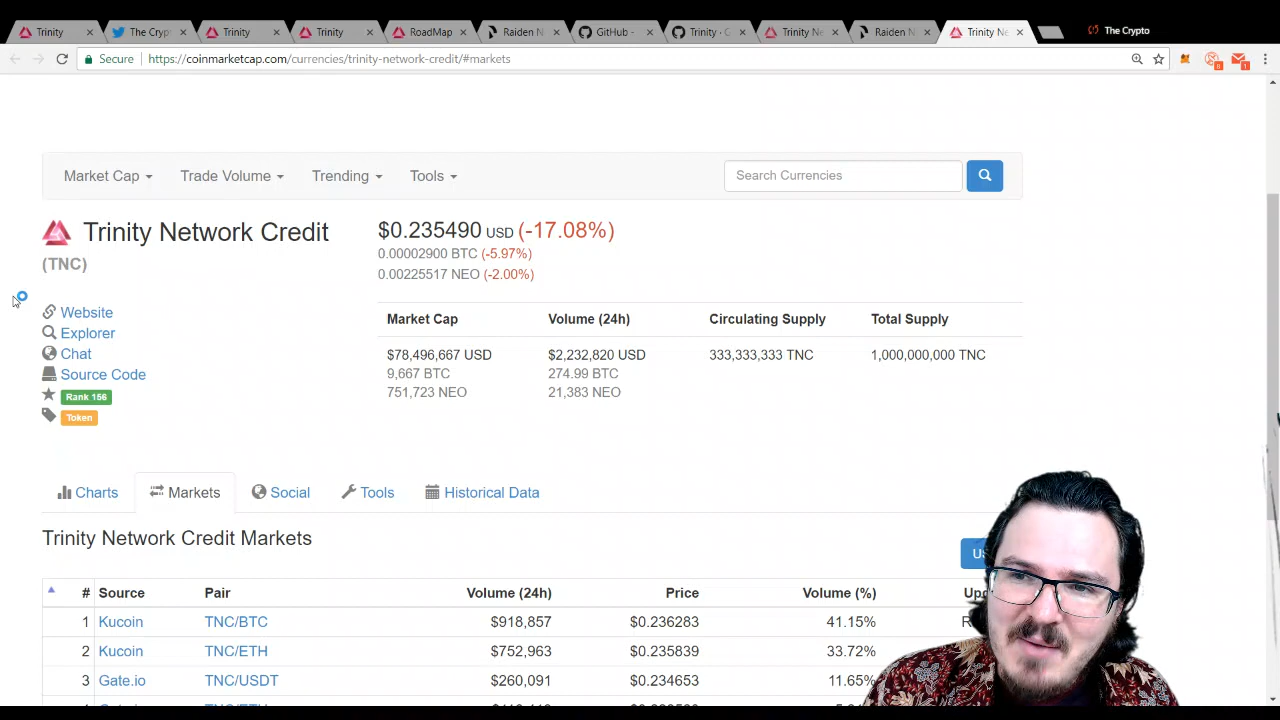 Trinity
The Cryp
Trinity
Trinity
RoadMap
Raiden N
GitHub -
Trinity · G
Trinity Ne
Raiden N
Trinity Ne
The Crypto
Secure
https://coinmarketcap.com/currencies/trinity-network-credit/#markets
Market Cap
Trade Volume
Trending
Tools
Search Currencies
Trinity Network Credit
(TNC)
$0.235490 USD (-17.08%)
0.00002900 BTC (-5.97%)
0.00225517 NEO (-2.00%)
Website
Explorer
Chat
Source Code
Rank 156
Token
Market Cap Volume (24h) Circulating Supply Total Supply
$78,496,667 USD $2,232,820 USD 333,333,333 TNC 1,000,000,000 TNC
9,667 BTC 274.99 BTC
751,723 NEO 21,383 NEO
Charts Markets Social Tools Historical Data
Trinity Network Credit Markets
# Source Pair Volume (24h) Price Volume (%)
1 Kucoin TNC/BTC $918,857 $0.236283 41.15%
2 Kucoin TNC/ETH $752,963 $0.235839 33.72%
3 Gate.io TNC/USDT $260,091 $0.234653 11.65%